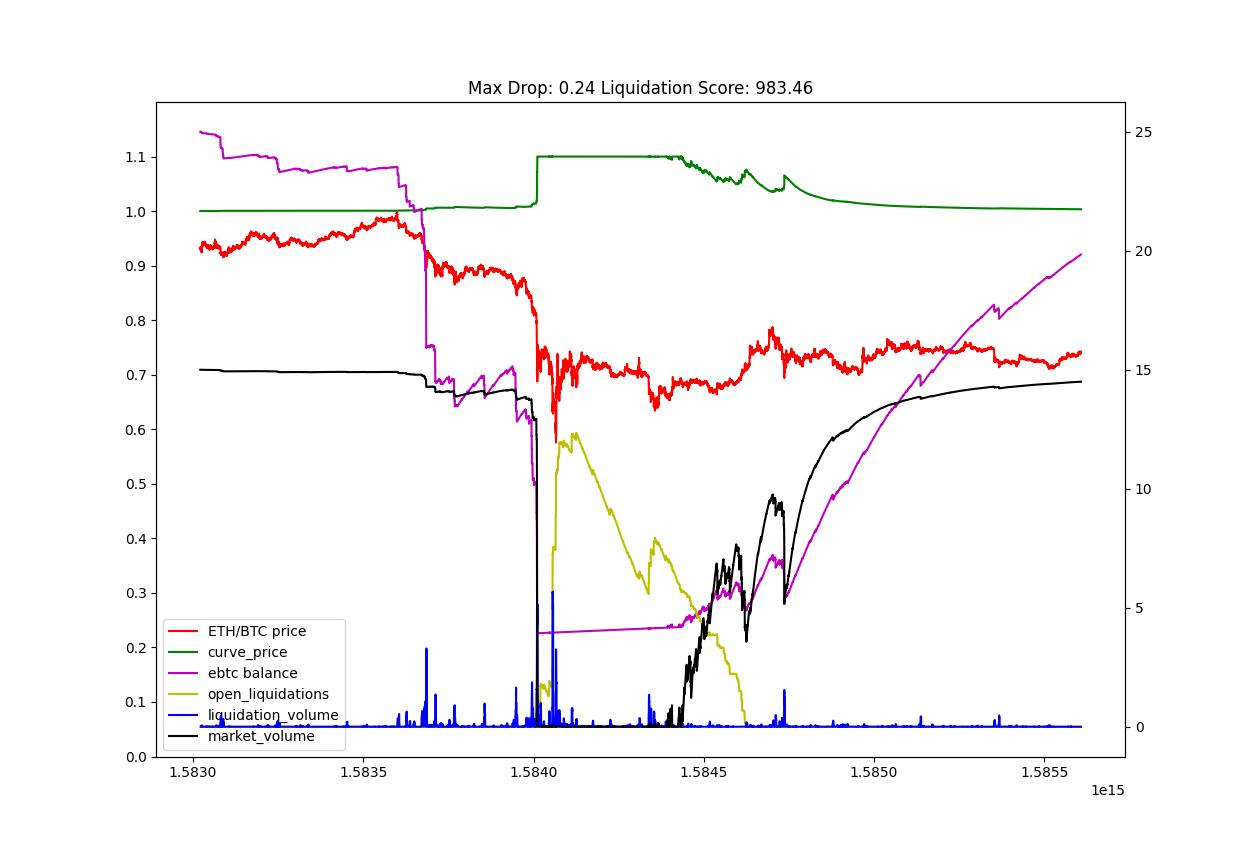 Max Drop: 0.24 Liquidation Score: 983.46
1.1
1.0
0.9
0.8
0.7
0.6
0.5
0.4
0.3
0.2
0.1
0.0
25
20
15
10
5
0
ETH/BTC price
curve_price
ebtc balance
open_liquidations
liquidation_volume
market_volume
1.5830 1.5835 1.5840 1.5845 1.5850 1.5855
1e15